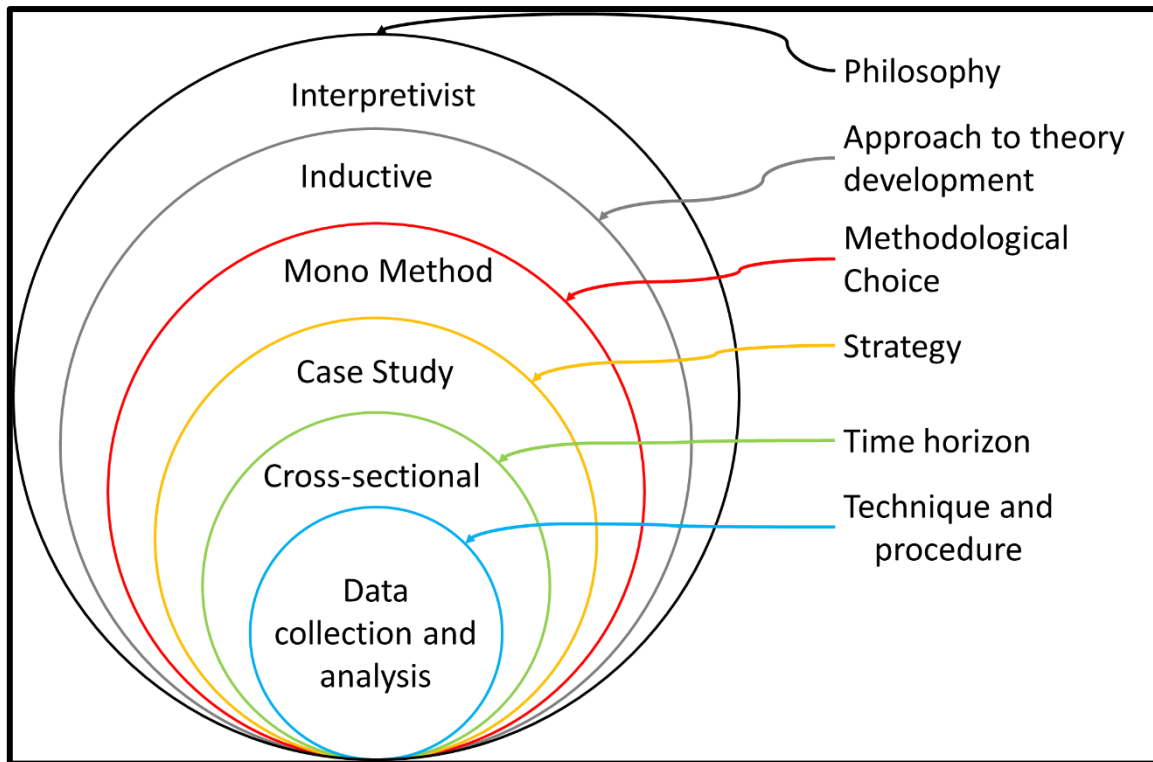 Interpretivist
Inductive
Mono Method
Case Study
Cross-sectional
Data
collection and
analysis
Philosophy
Approach to theory
development
Methodological
Choice
Strategy
Time horizon
Technique and
procedure